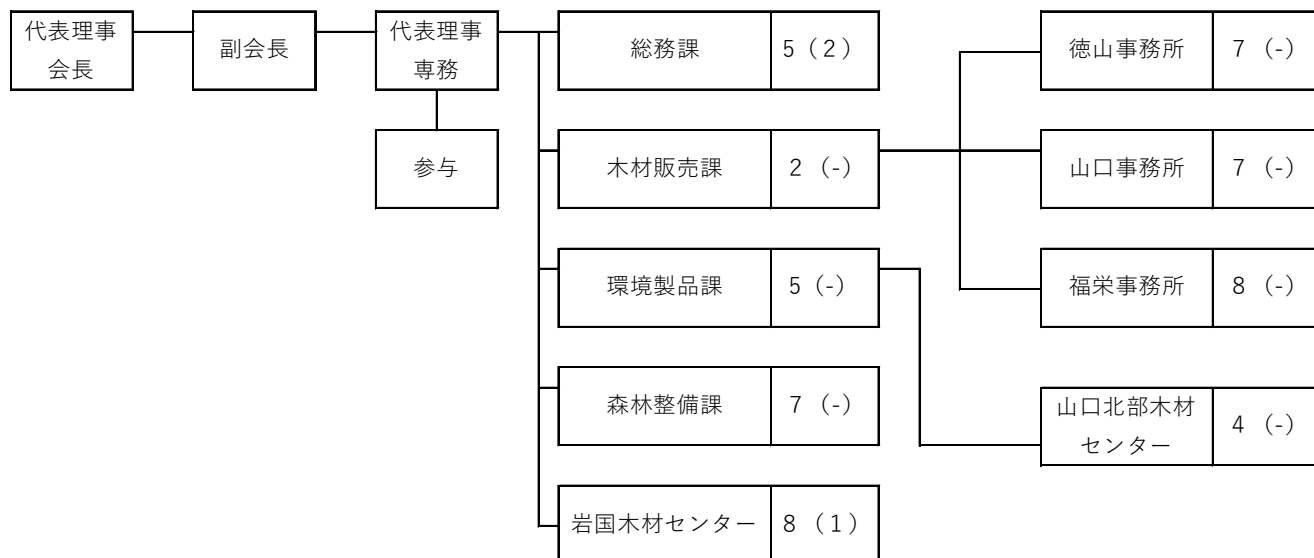 代表理事
会長
副会長
代表理事
専務
参与
総務課
5（2）
木材販売課
2 (-)
環境製品課
5 (-)
森林整備課
7 (-)
岩国木材センター
8（1）
徳山事務所
7 (-)
山口事務所
7 (-)
福栄事務所
8 (-)
山口北部木材
センター
4 (-)